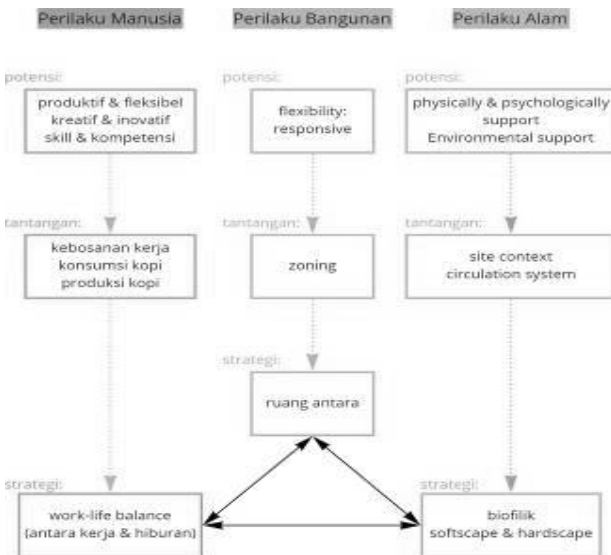 Perilaku Manusia
Perilaku Bangunan
Perilaku Alam
potensi:
produktif & fleksibel
kreatif & inovatif
skill & kompetensi
potensi:
flexibility:
responsive
potensi:
physically & psychologically
support
Environmental support
tantangan:
kebosanan kerja
konsumsi kopi
produksi kopi
tantangan:
zoning
tantangan:
site context
circulation system
strategi:
ruang antara
strategi:
work-life balance
(antara kerja & hiburan)
strategi:
biofilik
softscape & hardscape